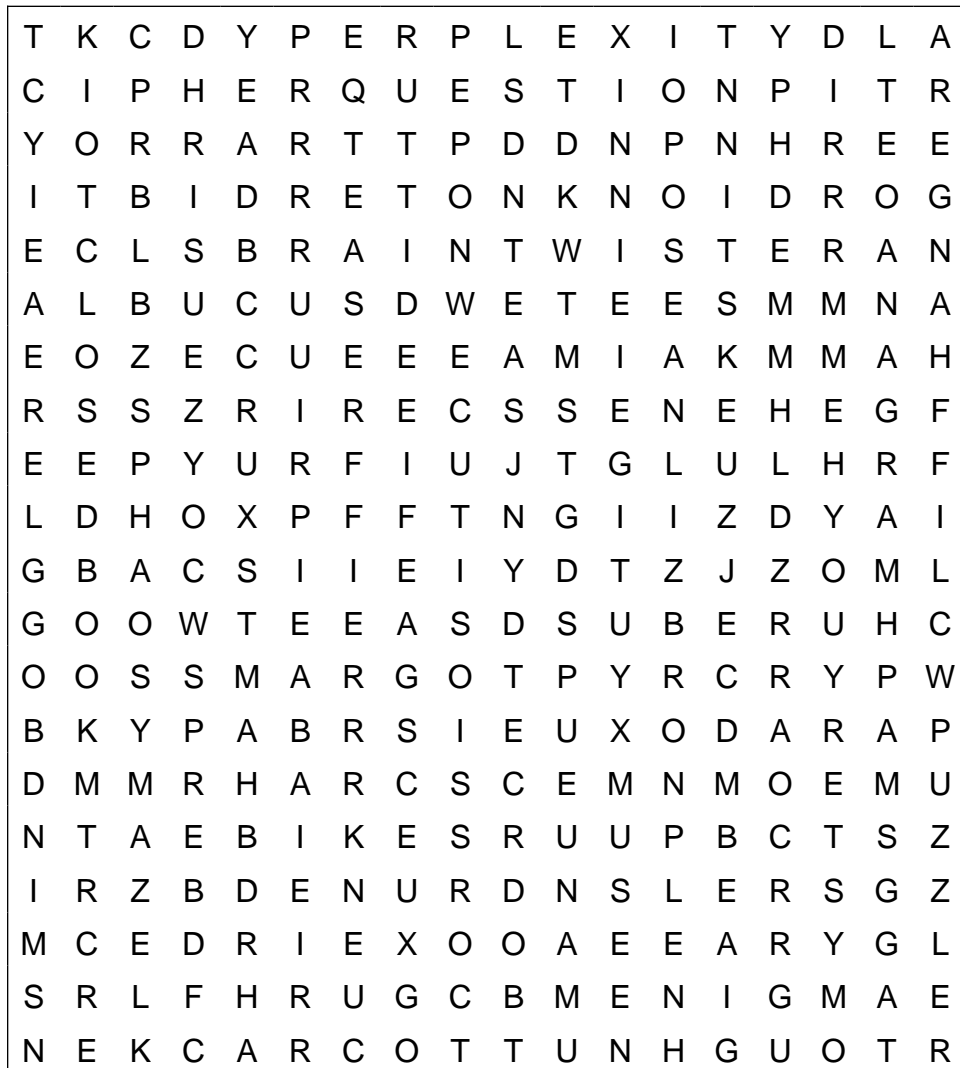 T K C D Y P E R P L E X I T Y D L A
C I P H E R Q U E S T I O N P I T R
Y O R R A R T T P D D N P N H R E E
I T B I D R E T O N K N O I D R O G
E C L S B R A I N T W I S T E R A N
A L B U C U S D W E T E E S M M N A
E O Z E C U E E E A M I A K M M A H
R S S Z R I R E C S S E N E H E G F
E E P Y U R F I U J T G L U L H R F
L D H O X P F F T N G I I Z D Y A I
G B A C S I I E I Y D T Z J Z O M L
G O O W T E E A S D S U B E R U H C
O O S S M A R G O T P Y R C R Y P W
B K Y P A B R S I E U X O D A R A P
D M M R H A R C S C E M N M O E M U
N T A E B I K E S R U U P B C T S Z
I R Z B D E N U R D N S L E R S G Z
M C E D R I E X O O A E E A R Y G L
S R L F H R U G C B M E N I G M A E
N E K C A R C O T T U N H G U O T R